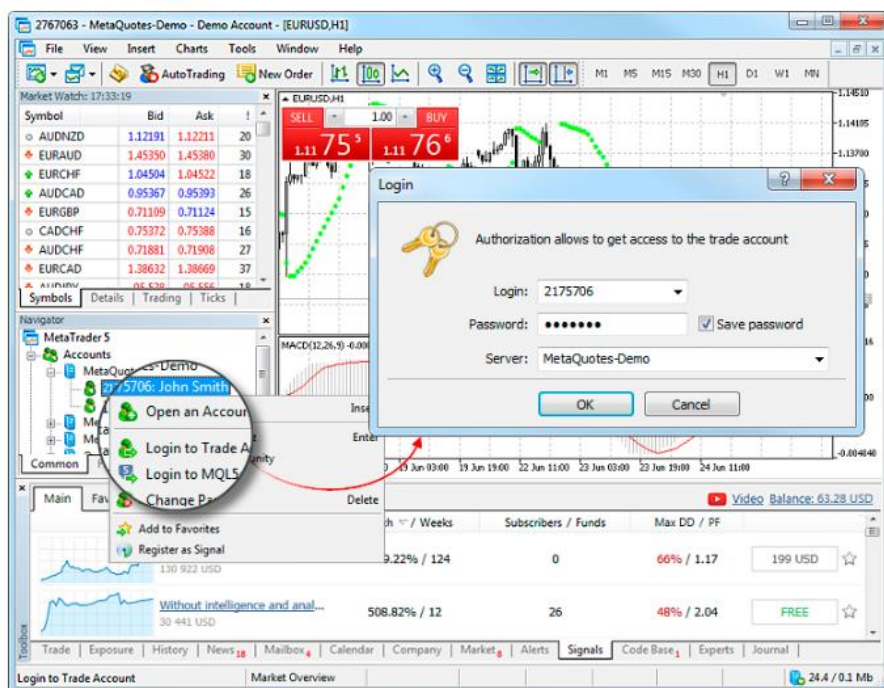 2767063 - MetaQuotes-Demo - Demo Account - [EURUSD,H1]
File View Insert Charts Tools Window Help
AutoTrading New Order M1 M5 M15 M30 H1 D1 W1 MN
Market Watch: 17:33:19
Symbol Bid Ask !
AUDNZD 1.12191 1.12211 20
EURAUD 1.45350 1.45380 30
EURCHF 1.04504 1.04522 18
AUDCAD 0.95367 0.95393 26
EURGBP 0.71109 0.71124 15
CADCHF 0.75372 0.75388 16
AUDCHF 0.71881 0.71908 27
EURCAD 1.38632 1.38669 37
Symbols | Details | Trading | Ticks |
EURUSD,H1
SELL 1.00 BUY
1.11 75 5 1.11 76 6
1.14510
1.14105
1.13700
Login
Authorization allows to get access to the trade account
Login: 2175706
Password: •••••••
Save password
Server: MetaQuotes-Demo
OK Cancel
Navigator
MetaTrader 5
Accounts
MetaQuotes-Demo
2175706: John Smith
Open an Accoun
Login to Trade A
Login to MQL5
Change Pa
Enter
Delete
Add to Favorites
Register as Signal
Common
MACD(12,26,9)
-0.004840
19 Jun 03:00 19 Jun 19:00 22 Jun 11:00 23 Jun 03:00 23 Jun 19:00 24 Jun 11:00
Main Fav
Video Balance: 63.28 USD
/ Weeks Subscribers / Funds Max DD / PF
9.22% / 124 0 66% / 1.17 199 USD
130 922 USD
Without intelligence and anal... 508.82% / 12 26 48% / 2.04 FREE
30 441 USD
Toolbox
Trade | Exposure | History | News 18 | Mailbox 4 | Calendar | Company | Market 8 | Alerts | Signals | Code Base 1 | Experts | Journal |
Login to Trade Account Market Overview 24.4 / 0.1 Mb